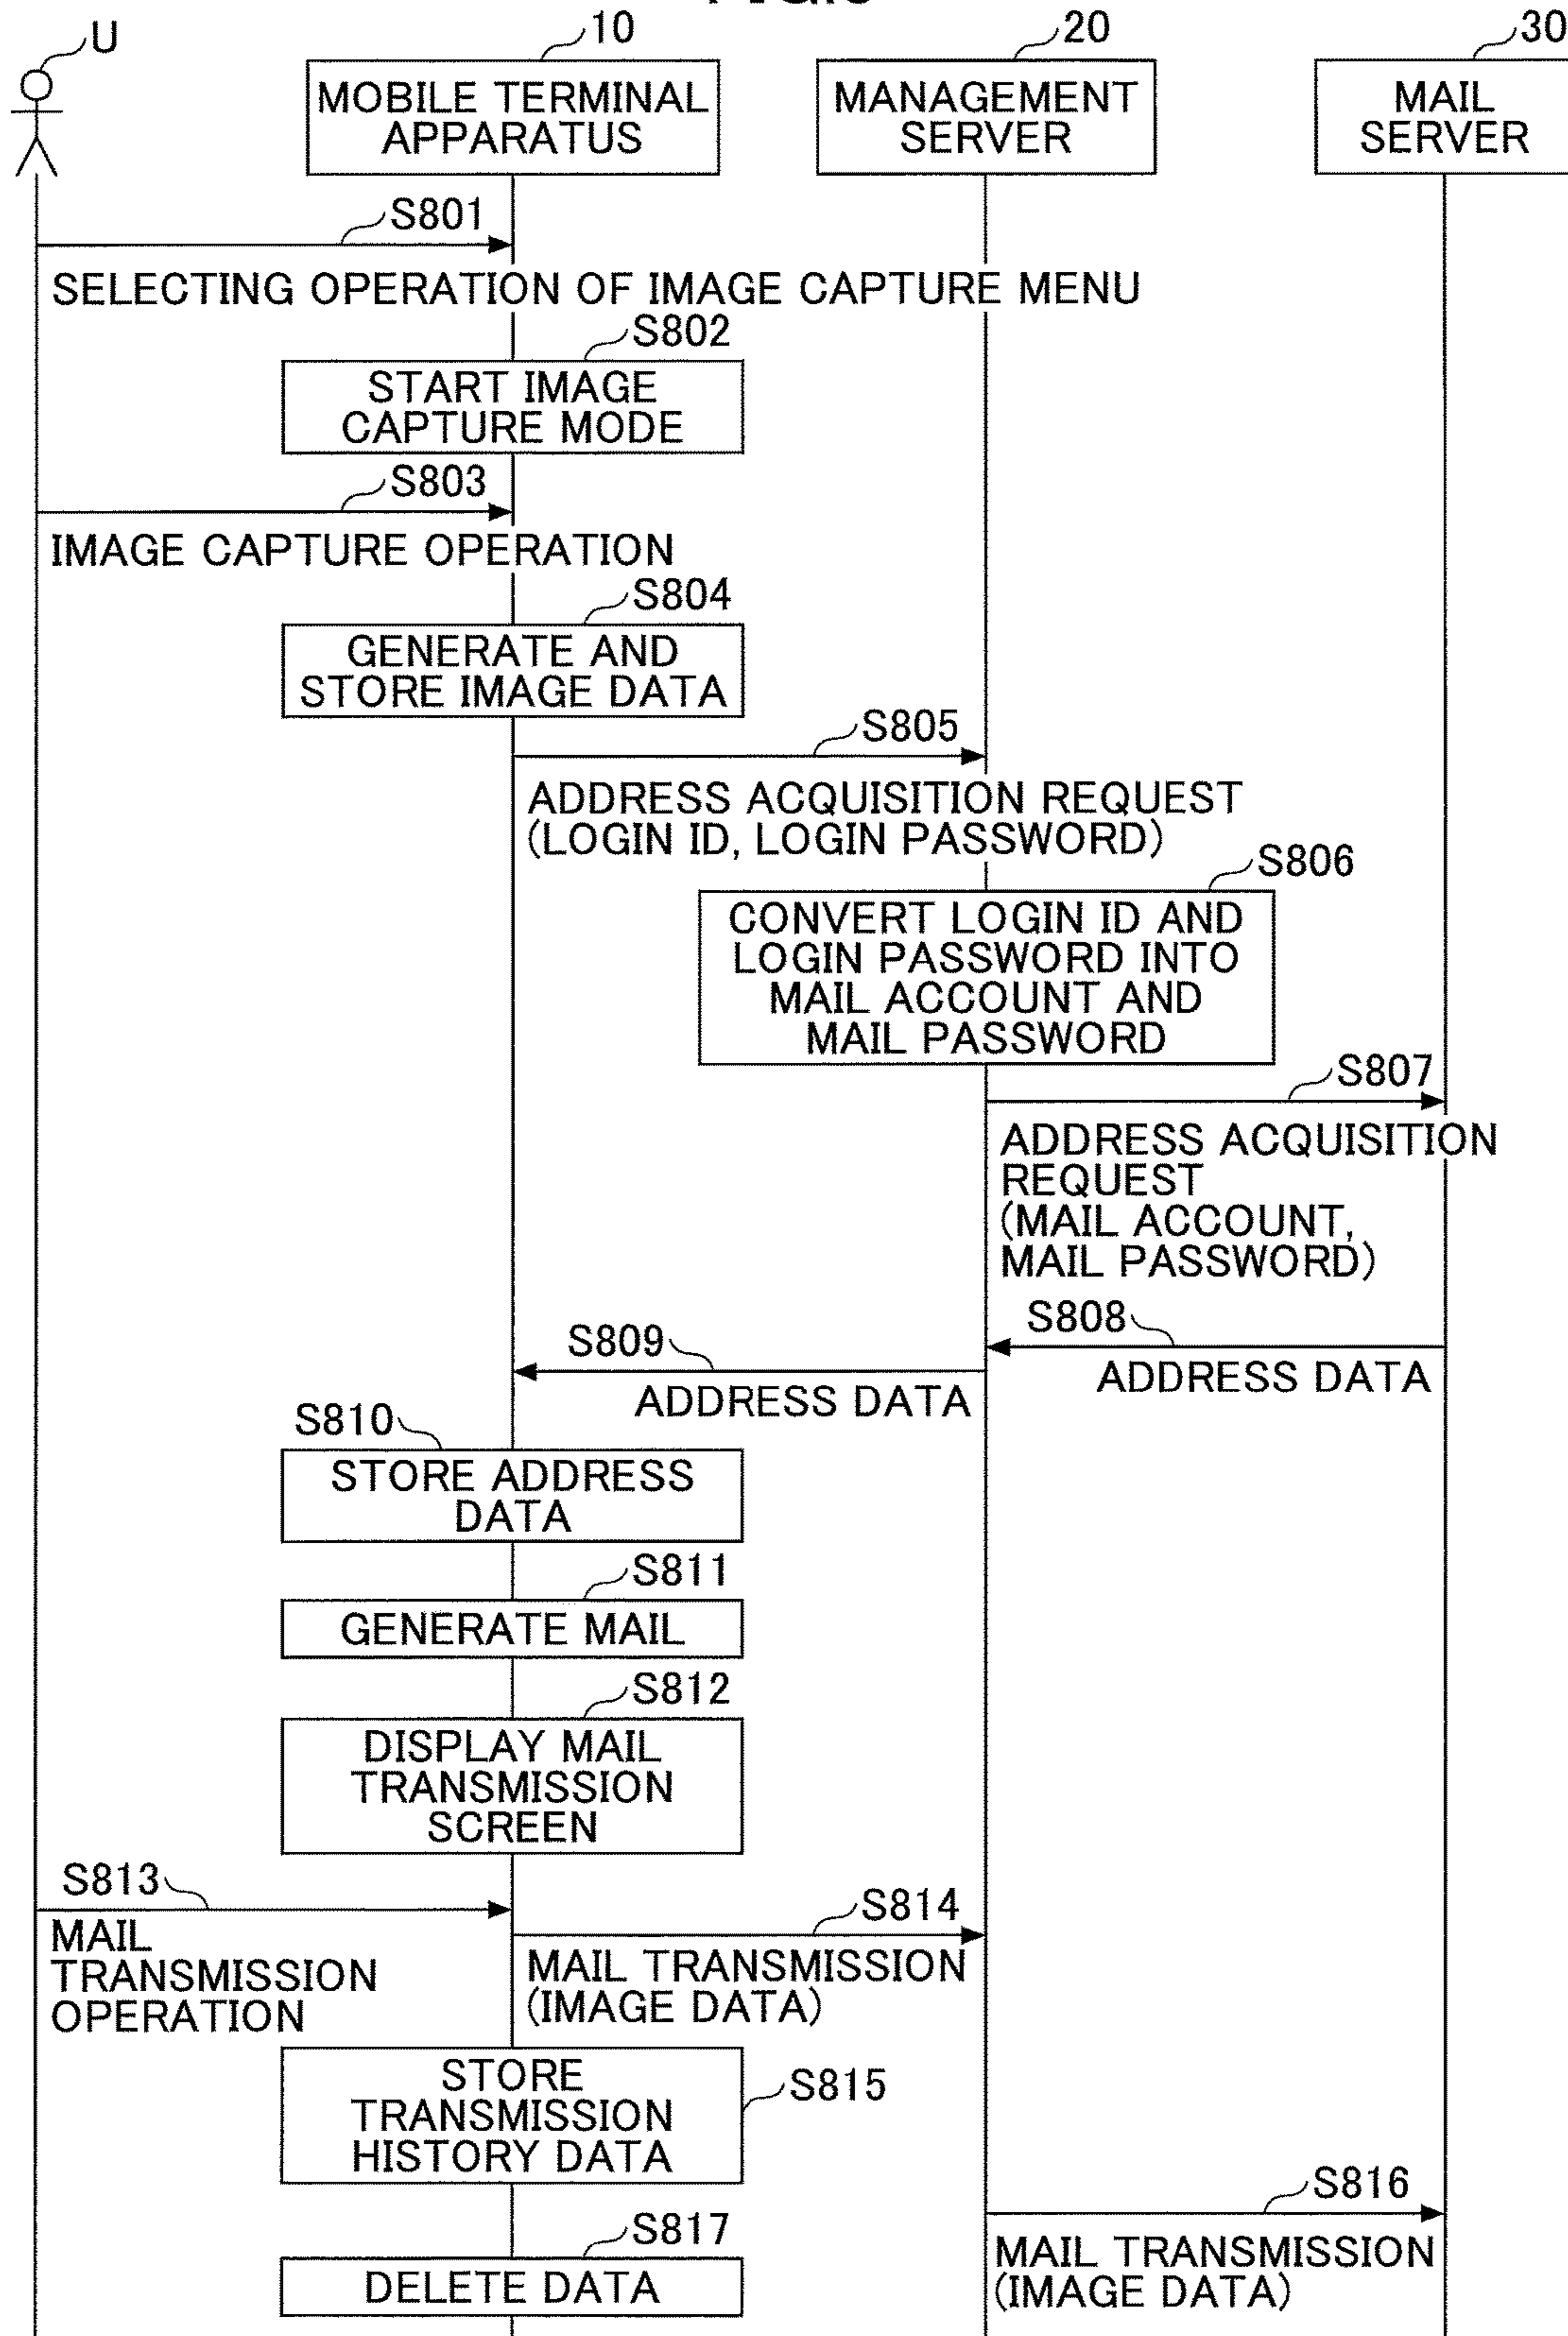 U
10
20
30
MOBILE TERMINAL
APPARATUS
MANAGEMENT
SERVER
MAIL
SERVER
S801
SELECTING OPERATION OF IMAGE CAPTURE MENU
S802
START IMAGE
CAPTURE MODE
S803
IMAGE CAPTURE OPERATION
S804
GENERATE AND
STORE IMAGE DATA
S805
ADDRESS ACQUISITION REQUEST
(LOGIN ID, LOGIN PASSWORD)
S806
CONVERT LOGIN ID AND
LOGIN PASSWORD INTO
MAIL ACCOUNT AND
MAIL PASSWORD
S807
ADDRESS ACQUISITION
REQUEST
(MAIL ACCOUNT,
MAIL PASSWORD)
S808
ADDRESS DATA
S809
ADDRESS DATA
S810
STORE ADDRESS
DATA
S811
GENERATE MAIL
S812
DISPLAY MAIL
TRANSMISSION
SCREEN
S813
MAIL
TRANSMISSION
OPERATION
S814
MAIL TRANSMISSION
(IMAGE DATA)
STORE
TRANSMISSION
HISTORY DATA
S815
S816
MAIL TRANSMISSION
(IMAGE DATA)
S817
DELETE DATA